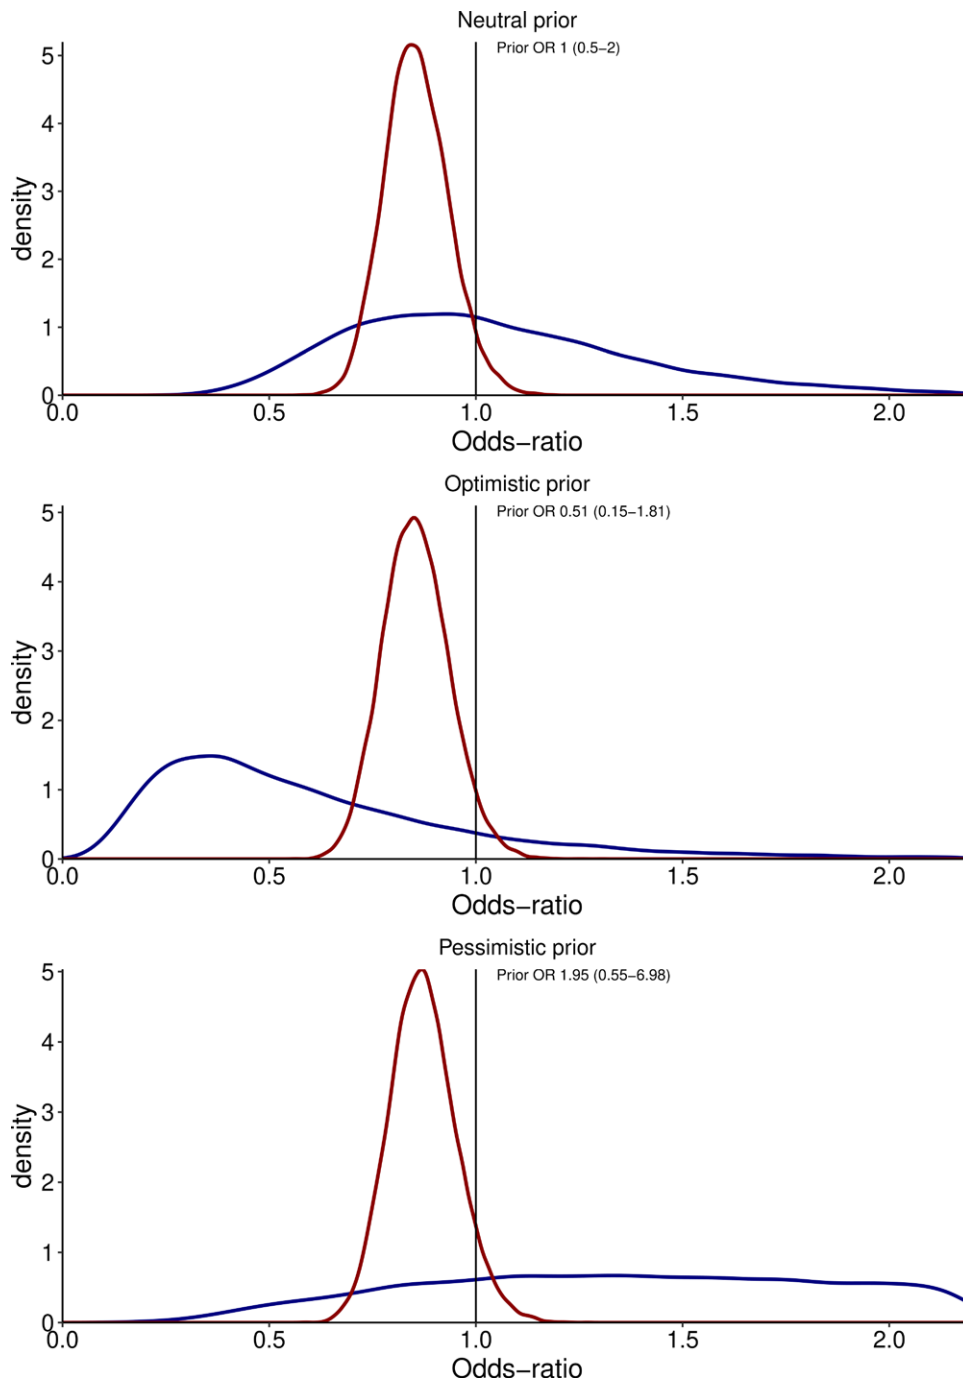 Neutral prior
Prior OR 1 (0.5−2)
5
4
3
2
1
0
density
0.0 0.5 1.0 1.5 2.0
Odds−ratio
Optimistic prior
Prior OR 0.51 (0.15−1.81)
5
4
3
2
1
0
density
0.0 0.5 1.0 1.5 2.0
Odds−ratio
Pessimistic prior
Prior OR 1.95 (0.55−6.98)
5
4
3
2
1
0
density
0.0 0.5 1.0 1.5 2.0
Odds−ratio